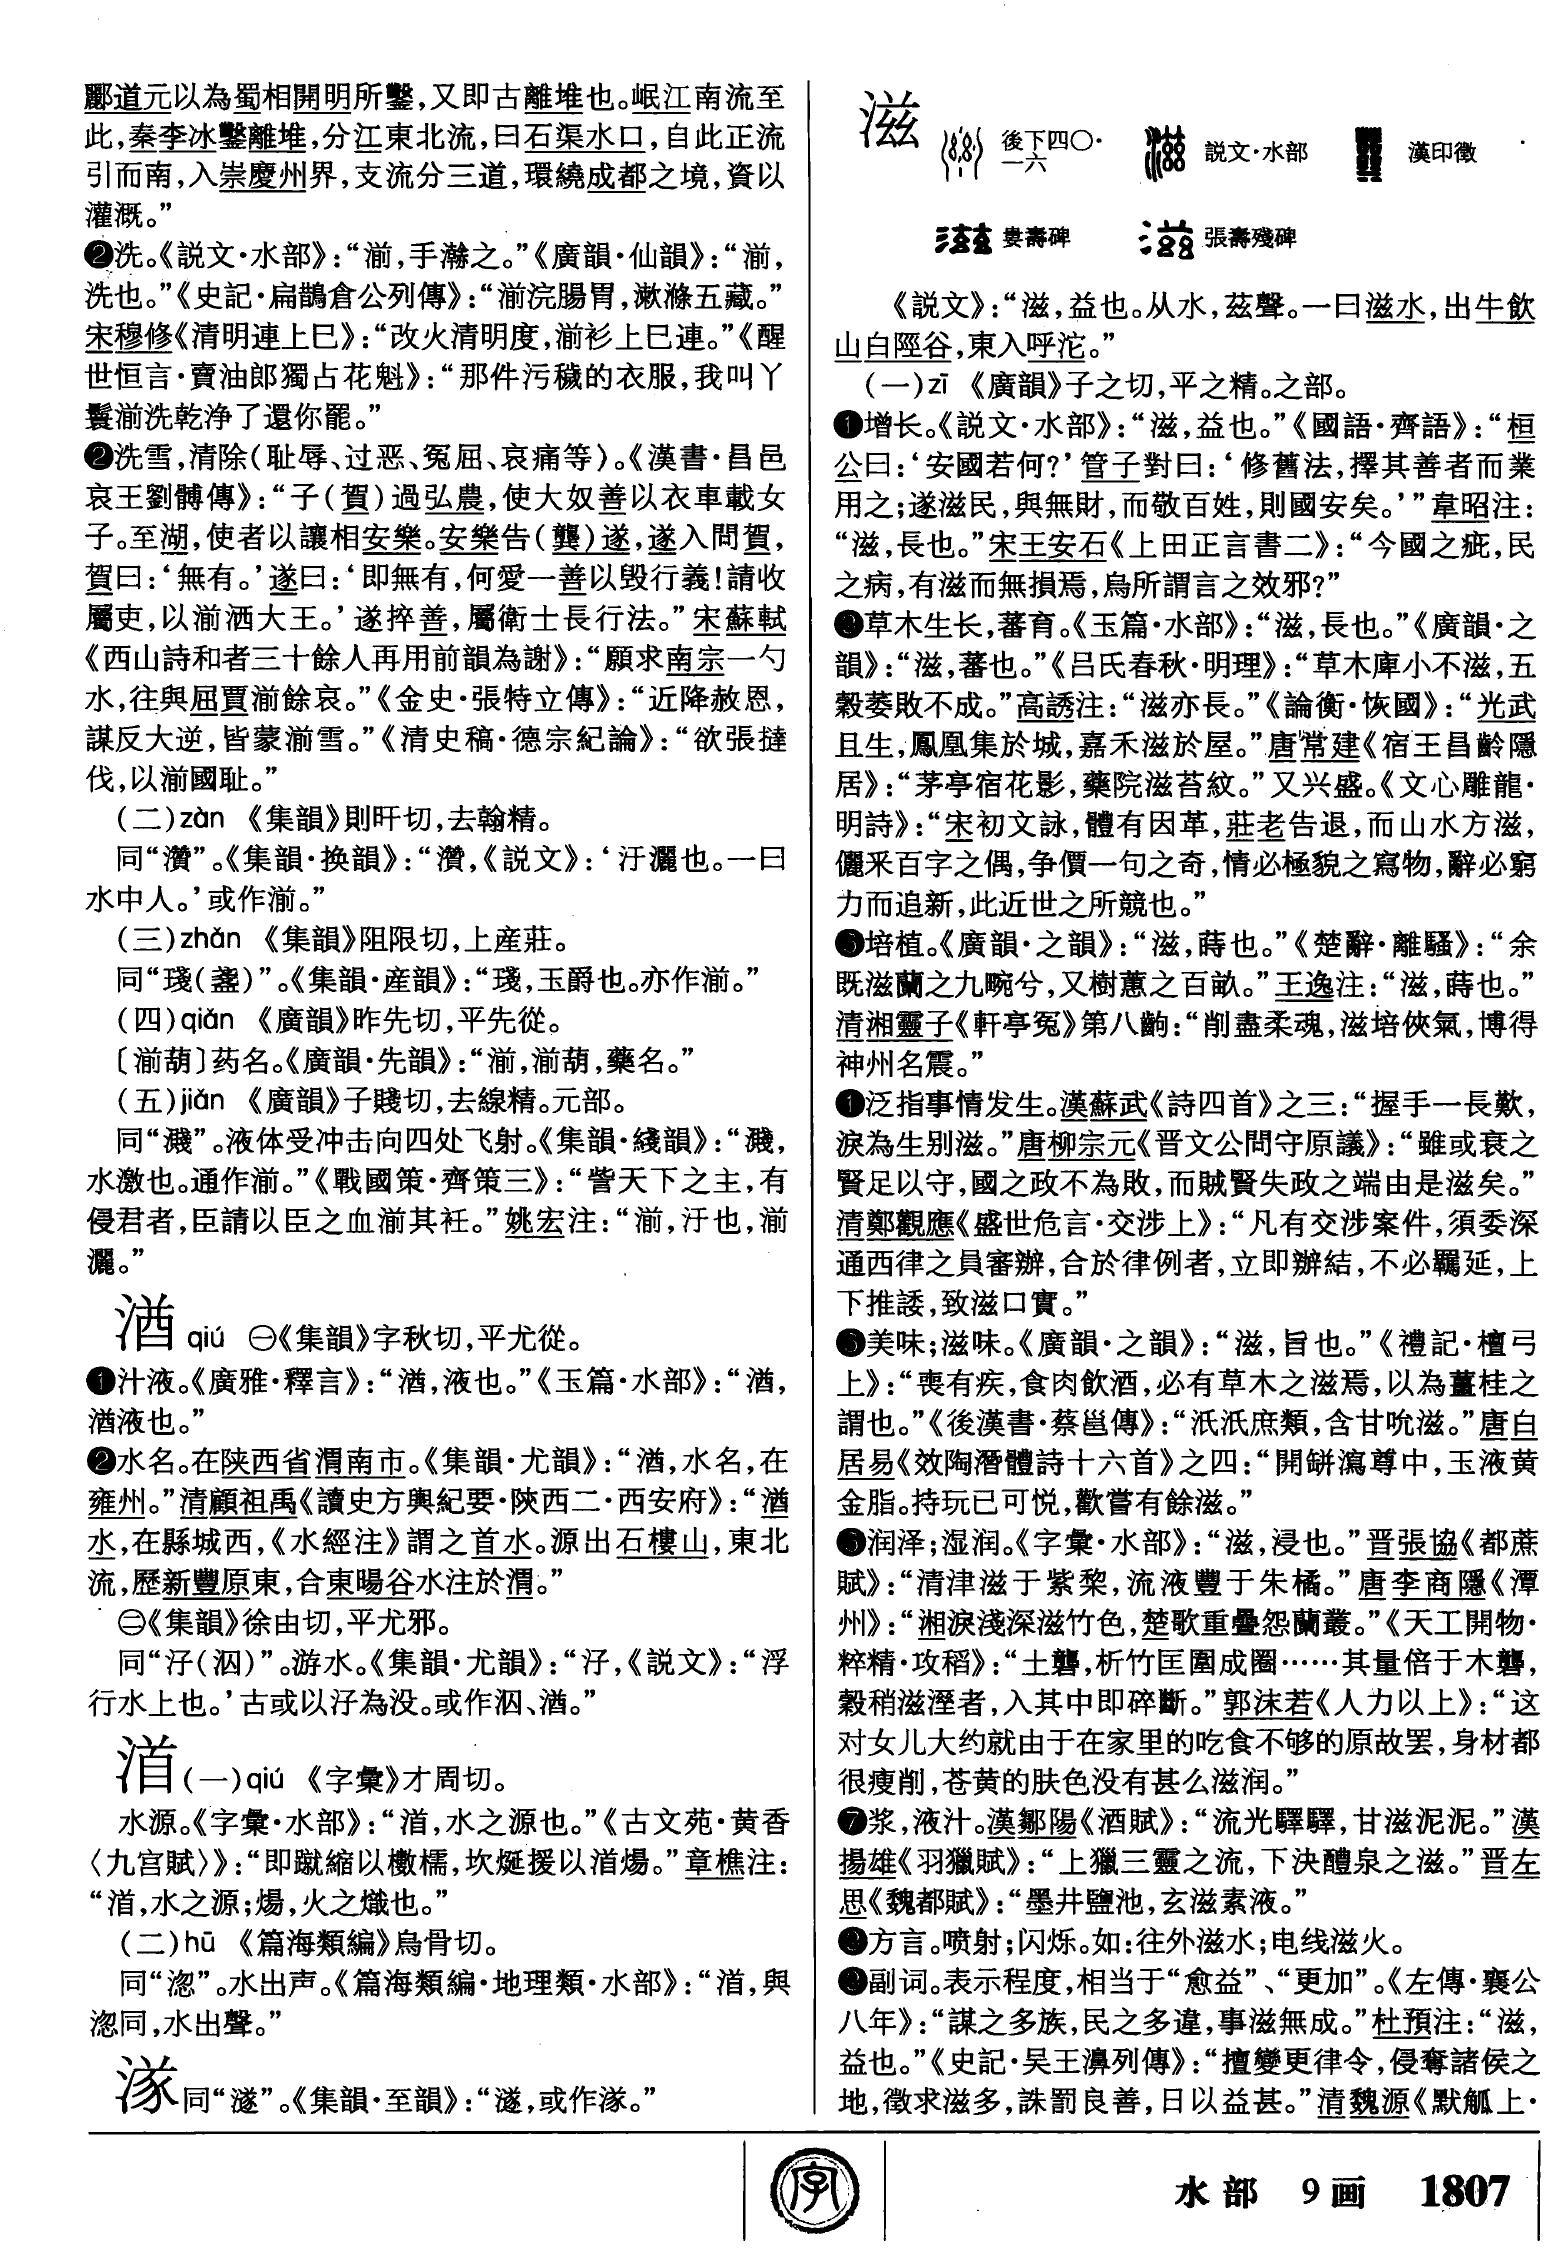 酈道元以為蜀相開明所鑿，又即古離堆也。岷江南流至
此，秦李冰鑿離堆，分江東北流，曰石渠水口，自此正流
引而南，入崇慶州界，支流分三道，環繞成都之境，資以
灌溉。”
❷洗。《説文·水部》：“湔，手瀚之。”《廣韻·仙韻》：“湔，
洗也。”《史記·扁鵲倉公列傳》：“湔浣腸胃，漱滌五藏。”
宋穆修《清明連上巳》：“改火清明度，湔衫上巳連。”《醒
世恒言·賣油郎獨占花魁》：“那件污穢的衣服，我叫丫
鬟湔洗乾净了還你罷。”
❷洗雪，清除（耻辱、过恶、冤屈、哀痛等）。《漢書·昌邑
哀王劉髆傳》：“子（賀）過弘農，使大奴善以衣車載女
子。至湖，使者以讓相安樂。安樂告（龔）遂，遂入問賀，
賀曰：‘無有。’遂曰：‘即無有，何愛一善以毀行義！請收
屬吏，以湔洒大王。’遂捽善，屬衛士長行法。”宋蘇軾
《西山詩和者三十餘人再用前韻為謝》：“願求南宗一勺
水，往與屈賈湔餘哀。”《金史·張特立傳》：“近降赦恩，
謀反大逆，皆蒙湔雪。”《清史稿·德宗紀論》：“欲張撻
伐，以湔國耻。”
（二）zàn 《集韻》則旰切，去翰精。
同“灒”。《集韻·换韻》：“灒，《説文》：‘汙灑也。一曰
水中人。’或作湔。”
（三）zhǎn 《集韻》阻限切，上産莊。
同“琖（盞）”。《集韻·産韻》：“琖，玉爵也。亦作湔。”
（四）qián 《廣韻》昨先切，平先從。
〔湔葫〕药名。《廣韻·先韻》：“湔，湔葫，藥名。”
（五）jiǎn 《廣韻》子賤切，去線精。元部。
同“濺”。液体受冲击向四处飞射。《集韻·綫韻》：“濺，
水激也。通作湔。”《戰國策·齊策三》：“訾天下之主，有
侵君者，臣請以臣之血湔其衽。”姚宏注：“湔，汙也，湔
灑。”
湭 qiú ㊀《集韻》字秋切，平尤從。
❶汁液。《廣雅·釋言》：“湭，液也。”《玉篇·水部》：“湭，
湭液也。”
❷水名。在陕西省渭南市。《集韻·尤韻》：“湭，水名，在
雍州。”清顧祖禹《讀史方輿紀要·陝西二·西安府》：“湭
水，在縣城西，《水經注》謂之首水。源出石樓山，東北
流，歷新豐原東，合東暘谷水注於渭。”
㊁《集韻》徐由切，平尤邪。
同“汓（泅）”。游水。《集韻·尤韻》：“汓，《説文》：“浮
行水上也。’古或以汓為没。或作泅、湭。”
渞（一）qiú 《字彙》才周切。
水源。《字彙·水部》：“渞，水之源也。”《古文苑·黄香
〈九宫賦〉》：“即蹴縮以檄檽，坎烻援以渞煬。”章樵注：
“渞，水之源；煬，火之熾也。”
（二）hū 《篇海類編》烏骨切。
同“淴”。水出声。《篇海類編·地理類·水部》：“渞，與
淴同，水出聲。”
㴚同“澻”。《集韻·至韻》：“澻，或作㴚。”
滋 後下四〇·一六 説文·水部 漢印徵
婁壽碑 張壽殘碑
《説文》：“滋，益也。从水，茲聲。一曰滋水，出牛飲
山白陘谷，東入呼沱。”
（一）zī 《廣韻》子之切，平之精。之部。
❶增长。《説文·水部》：“滋，益也。”《國語·齊語》：“桓
公曰：‘安國若何？’管子對曰：‘修舊法，擇其善者而業
用之；遂滋民，與無財，而敬百姓，則國安矣。’”韋昭注：
“滋，長也。”宋王安石《上田正言書二》：“今國之疵，民
之病，有滋而無損焉，烏所謂言之效邪？”
❷草木生长，蕃育。《玉篇·水部》：“滋，長也。”《廣韻·之
韻》：“滋，蕃也。”《吕氏春秋·明理》：“草木庳小不滋，五
穀萎敗不成。”高誘注：“滋亦長。”《論衡·恢國》：“光武
且生，鳳凰集於城，嘉禾滋於屋。”唐常建《宿王昌齡隱
居》：“茅亭宿花影，藥院滋苔紋。”又兴盛。《文心雕龍·
明詩》：“宋初文詠，體有因革，莊老告退，而山水方滋，
儷采百字之偶，争價一句之奇，情必極貌之寫物，辭必窮
力而追新，此近世之所競也。”
❸培植。《廣韻·之韻》：“滋，蒔也。”《楚辭·離騷》：“余
既滋蘭之九畹兮，又樹蕙之百畝。”王逸注：“滋，蒔也。”
清湘靈子《軒亭冤》第八齣：“削盡柔魂，滋培俠氣，博得
神州名震。”
❶泛指事情发生。漢蘇武《詩四首》之三：“握手一長歎，
淚為生别滋。”唐柳宗元《晋文公問守原議》：“雖或衰之
賢足以守，國之政不為敗，而賊賢失政之端由是滋矣。”
清鄭觀應《盛世危言·交涉上》：“凡有交涉案件，須委深
通西律之員審辦，合於律例者，立即辦結，不必羈延，上
下推諉，致滋口實。”
❺美味；滋味。《廣韻·之韻》：“滋，旨也。”《禮記·檀弓
上》：“喪有疾，食肉飲酒，必有草木之滋焉，以為薑桂之
謂也。”《後漢書·蔡邕傳》：“泜泜庶類，含甘吮滋。”唐白
居易《效陶潛體詩十六首》之四：“開缾瀉尊中，玉液黄
金脂。持玩已可悦，歡嘗有餘滋。”
❻润泽；湿润。《字彙·水部》：“滋，浸也。”晋張協《都蔗
賦》：“清津滋于紫棃，流液豐于朱橘。”唐李商隱《潭
州》：“湘淚淺深滋竹色，楚歌重疊怨蘭叢。”《天工開物·
粹精·攻稻》：“土礱，析竹匡圍成圈……其量倍于木礱，
穀稍滋溼者，入其中即碎斷。”郭沫若《人力以上》：“这
对女儿大约就由于在家里的吃食不够的原故罢，身材都
很瘦削，苍黄的肤色没有甚么滋润。”
❼浆，液汁。漢鄒陽《酒賦》：“流光驛驛，甘滋泥泥。”漢
揚雄《羽獵賦》：“上獵三靈之流，下決醴泉之滋。”晋左
思《魏都賦》：“墨井鹽池，玄滋素液。”
❷方言。喷射；闪烁。如：往外滋水；电线滋火。
❸副词。表示程度，相当于“愈益”、“更加”。《左傳·襄公
八年》：“謀之多族，民之多違，事滋無成。”杜預注：“滋，
益也。”《史記·吴王濞列傳》：“擅變更律令，侵奪諸侯之
地，徵求滋多，誅罰良善，日以益甚。”清魏源《默觚上·
字
水部 9画 1807